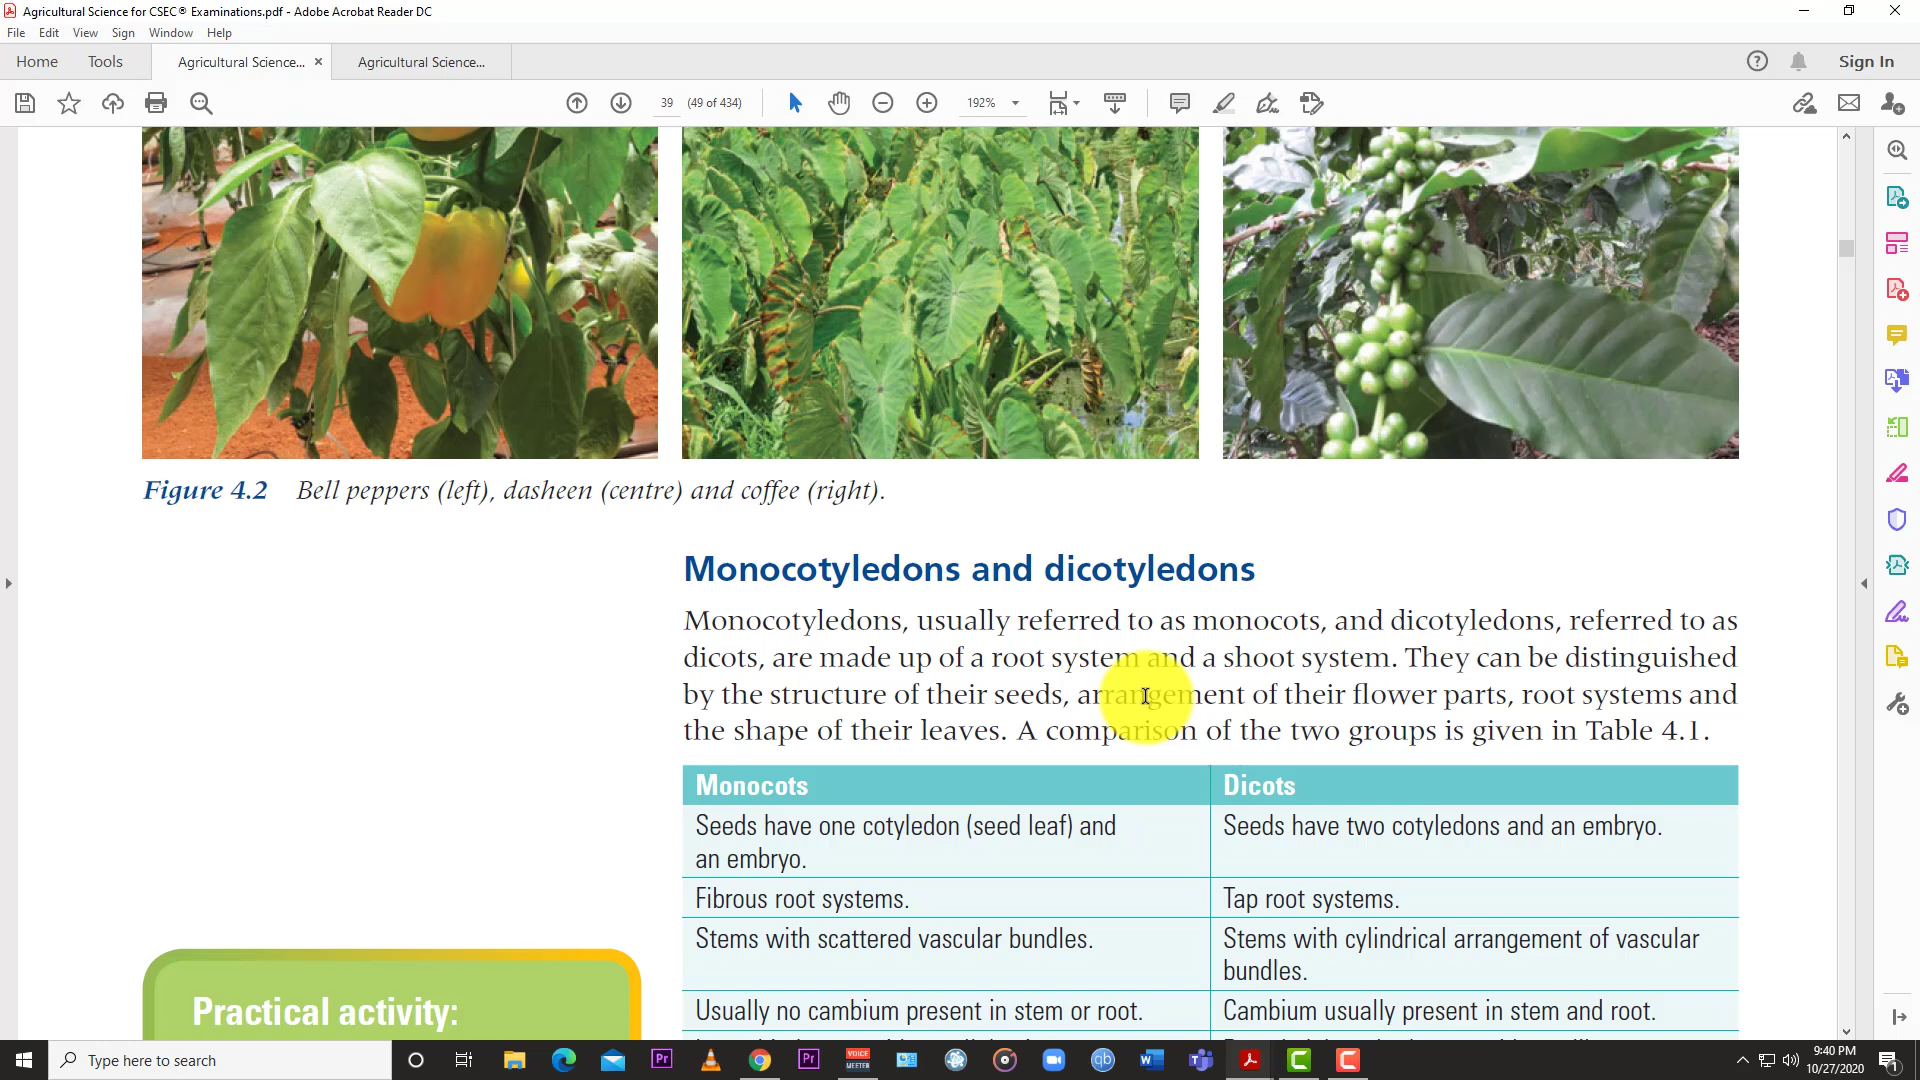 Agricultural Science for CSEC® Examinations.pdf - Adobe Acrobat Reader DC
File Edit View Sign Window Help
Home Tools Agricultural Science... × Agricultural Science... Sign In
39 (49 of 434) 192%
Figure 4.2 Bell peppers (left), dasheen (centre) and coffee (right).
Monocotyledons and dicotyledons
Monocotyledons, usually referred to as monocots, and dicotyledons, referred to as
dicots, are made up of a root system and a shoot system. They can be distinguished
by the structure of their seeds, arrangement of their flower parts, root systems and
the shape of their leaves. A comparison of the two groups is given in Table 4.1.
Monocots Dicots
Seeds have one cotyledon (seed leaf) and
an embryo.
Seeds have two cotyledons and an embryo.
Fibrous root systems. Tap root systems.
Stems with scattered vascular bundles.
Stems with cylindrical arrangement of vascular
bundles.
Usually no cambium present in stem or root. Cambium usually present in stem and root.
Practical activity:
Type here to search
9:40 PM
10/27/2020